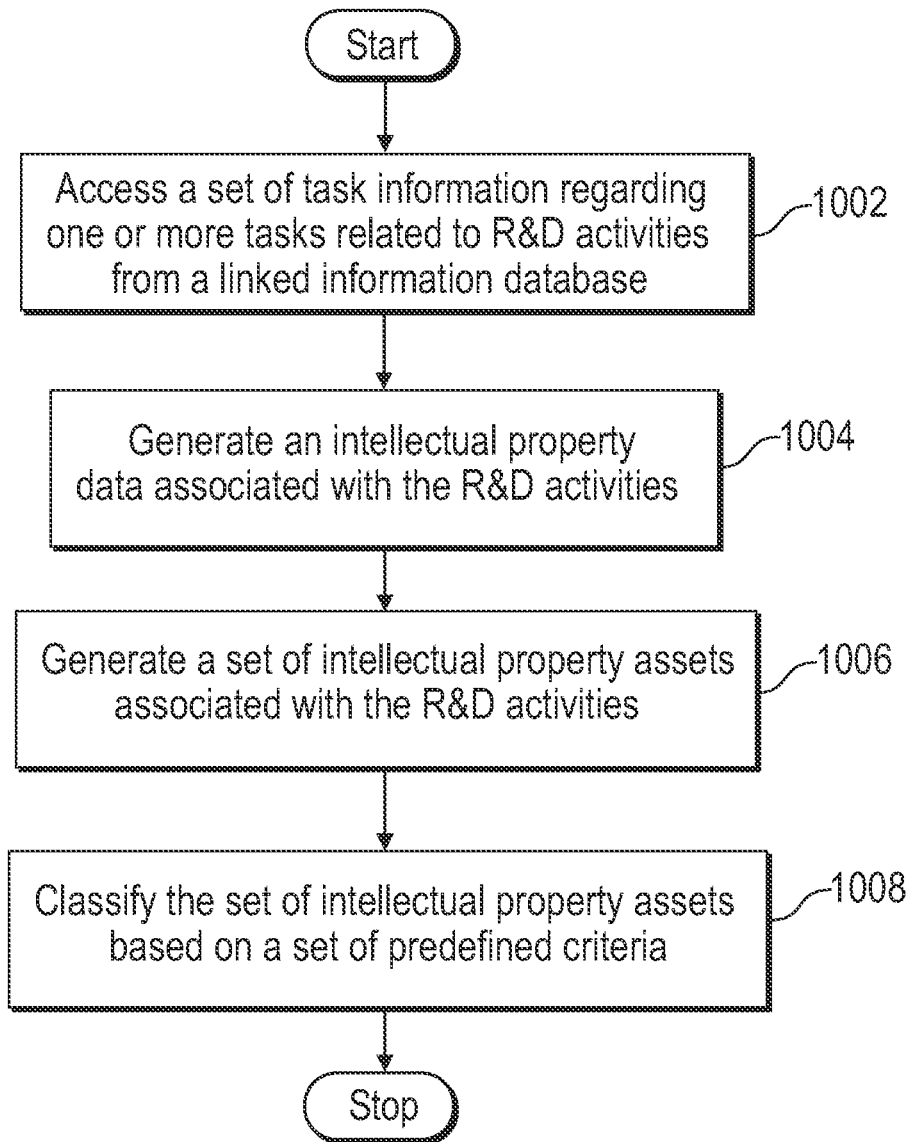 Start
Access a set of task information regarding
one or more tasks related to R&D activities
from a linked information database
1002
Generate an intellectual property
data associated with the R&D activities
1004
Generate a set of intellectual property assets
associated with the R&D activities
1006
Classify the set of intellectual property assets
based on a set of predefined criteria
1008
Stop